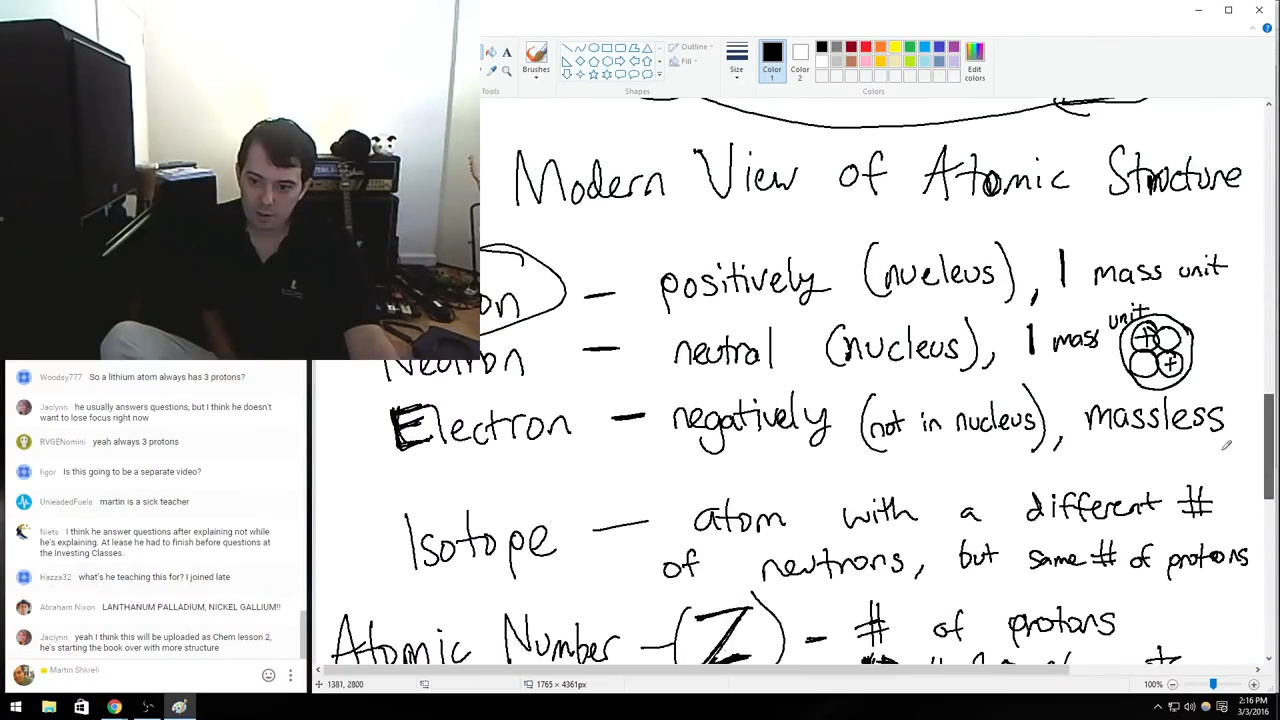 Tools
Brushes
Shapes
Outline
Fill
Size
Color 1
Color 2
Edit colors
Colors
Modern View of Atomic Structure
on – positively (nucleus), 1 mass unit
Neutron – neutral (nucleus), 1 mass unit
+
+
Electron – negatively (not in nucleus), massless
Isotope – atom with a different #
of neutrons, but same # of protons
Atomic Number – (Z) – # of protons
Woodsy777 So a lithium atom always has 3 protons?
Jaclynn he usually answers questions, but I think he doesn't
want to lose focus right now
RVGENomini yeah always 3 protons
Iigor Is this going to be a separate video?
UnleadedFuela martin is a sick teacher
Nieto I think he answer questions after explaining not while
he's explaining. At lease he had to finish before questions at
the Investing Classes.
Hazza32 what's he teaching this for? I joined late
Abraham Nixon LANTHANUM PALLADIUM, NICKEL GALLIUM!!
Jaclynn yeah I think this will be uploaded as Chem lesson 2,
he's starting the book over with more structure
Martin Shkreli
1381, 2800
1765 × 4361px
100%
2:16 PM
3/3/2016